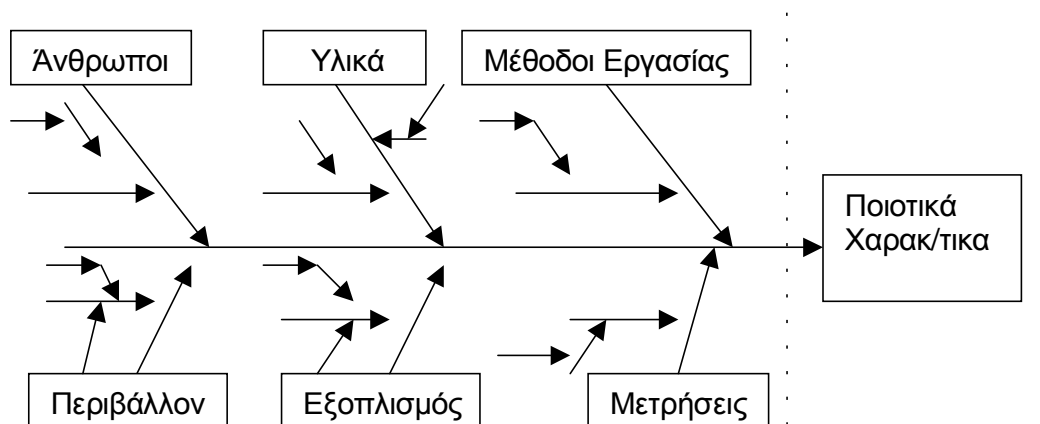 Άνθρωποι
Υλικά
Μέθοδοι Εργασίας
Ποιοτικά
Χαρακ/τικα
Περιβάλλον
Εξοπλισμός
Μετρήσεις